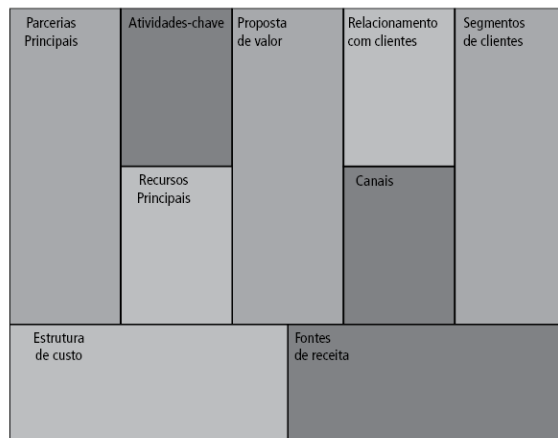 Parcerias
Principais
Atividades-chave
Proposta
de valor
Relacionamento
com clientes
Segmentos
de clientes
Recursos
Principais
Canais
Estrutura
de custo
Fontes
de receita